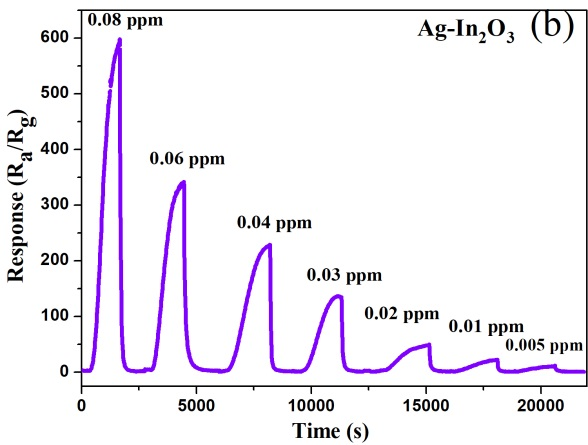 0.08 ppm
Ag-In₂O₃ (b)
0.06 ppm
0.04 ppm
0.03 ppm
0.02 ppm
0.01 ppm
0.005 ppm
600
500
400
300
200
100
0
Response (Rₐ/R_g)
0 5000 10000 15000 20000
Time (s)